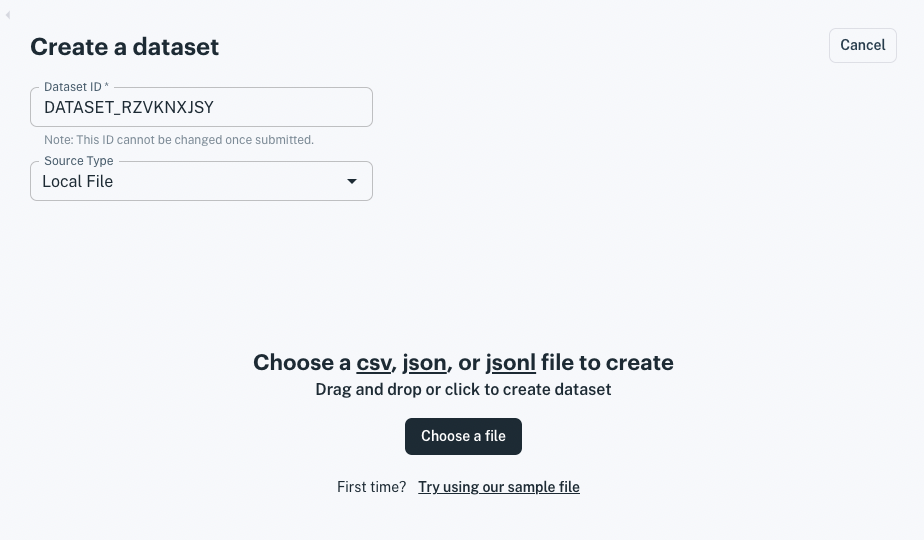 Create a dataset
Cancel
Dataset ID *
DATASET_RZVKNXJSY
Note: This ID cannot be changed once submitted.
Source Type
Local File
Choose a csv, json, or jsonl file to create
Drag and drop or click to create dataset
Choose a file
First time? Try using our sample file